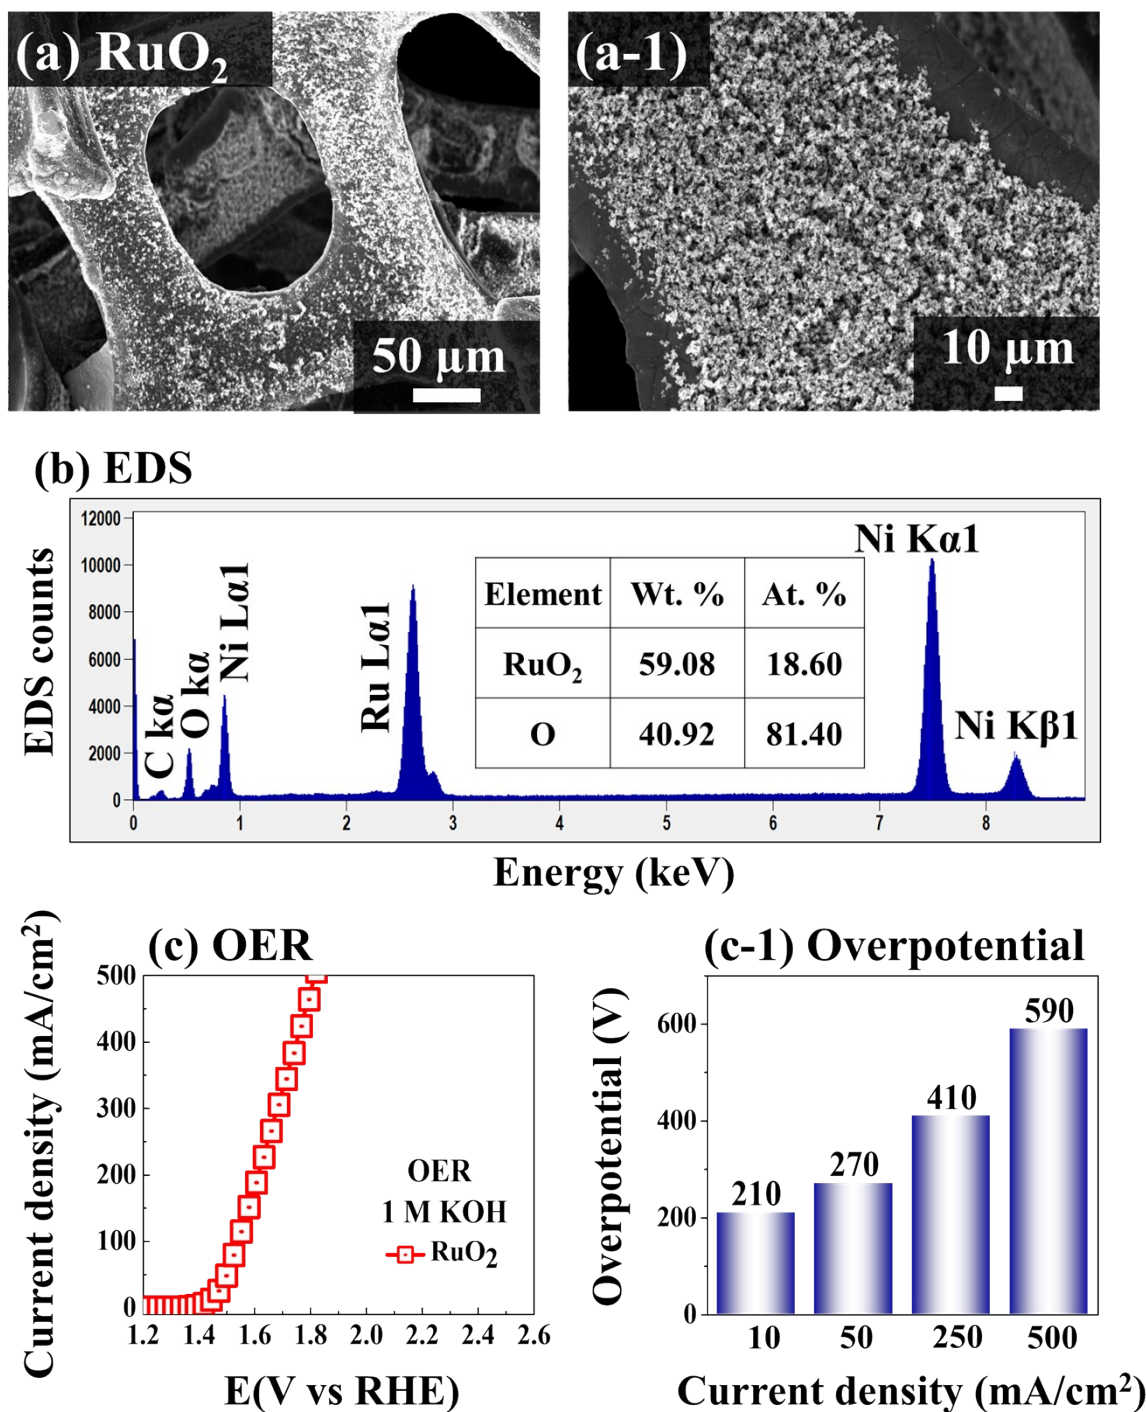 (a) RuO₂
50 μm
(a-1)
10 μm
(b) EDS
EDS counts
12000
10000
8000
6000
4000
2000
0
C kα
O kα
Ni Lα1
Ru Lα1
Ni Kα1
Ni Kβ1
Element Wt. % At. %
RuO₂ 59.08 18.60
O 40.92 81.40
0 1 2 3 4 5 6 7 8
Energy (keV)
(c) OER
Current density (mA/cm²)
500
400
300
200
100
0
OER
1 M KOH
RuO₂
1.2 1.4 1.6 1.8 2.0 2.2 2.4 2.6
E(V vs RHE)
(c-1) Overpotential
Overpotential (V)
600
400
200
0
210
270
410
590
10 50 250 500
Current density (mA/cm²)